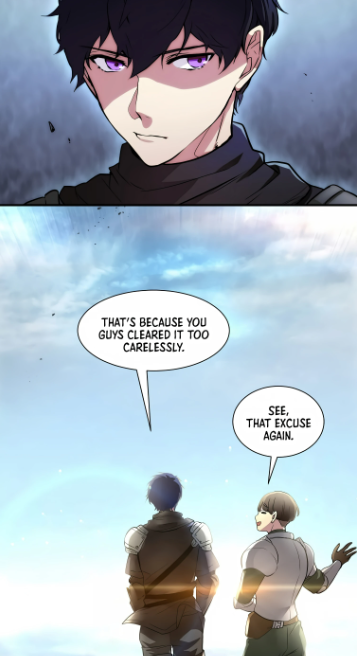 THAT'S BECAUSE YOU
GUYS CLEARED IT TOO
CARELESSLY.
SEE,
THAT EXCUSE
AGAIN.